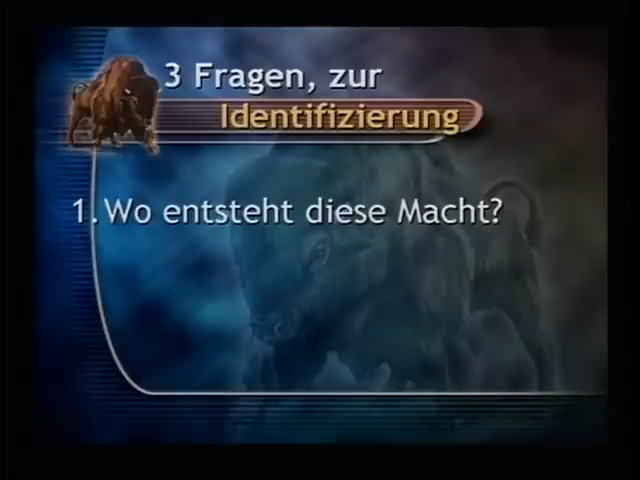 3 Fragen, zur
Identifizierung
1. Wo entsteht diese Macht?